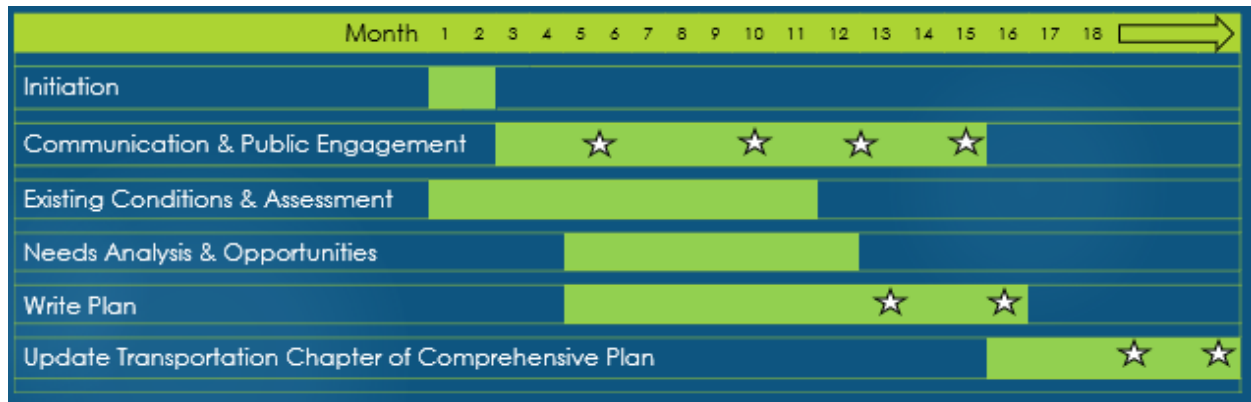 Month 1 2 3 4 5 6 7 8 9 10 11 12 13 14 15 16 17 18
Initiation
Communication & Public Engagement
Existing Conditions & Assessment
Needs Analysis & Opportunities
Write Plan
Update Transportation Chapter of Comprehensive Plan